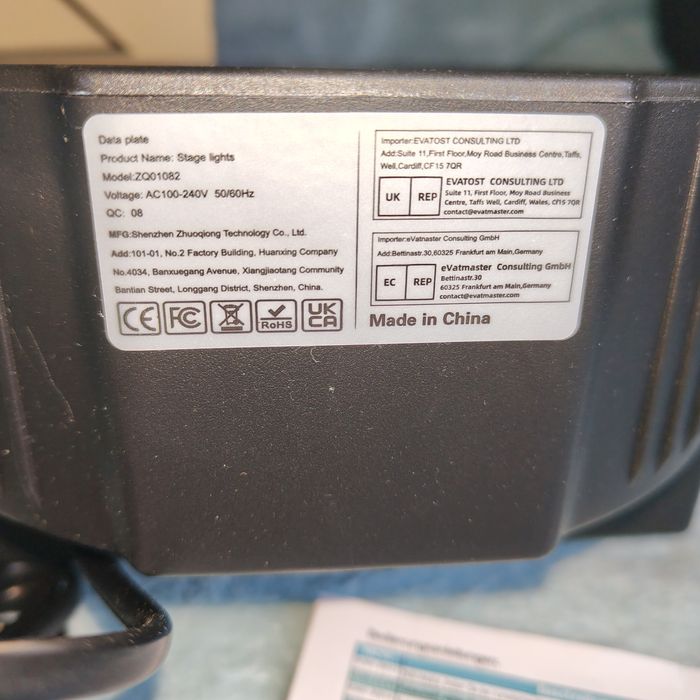 Data plate
Product Name: Stage lights
Model:ZQ01082
Voltage: AC100-240V 50/60Hz
QC: 08
MFG:Shenzhen Zhuoqiong Technology Co., Ltd.
Add:101-01, No.2 Factory Building, Huanxing Company
No.4034, Banxuegang Avenue, Xiangjiaotang Community
Bantian Street, Longgang District, Shenzhen, China.
CE FC RoHS UK CA
Importer:EVATOST CONSULTING LTD
Add:Suite 11,First Floor,Moy Road Business Centre,Taffs
Well,Cardiff,CF15 7QR
UK REP
EVATOST CONSULTING LTD
Suite 11, First Floor, Moy Road Business
Centre, Taffs Well, Cardiff, Wales, CF15 7QR
contact@evatmaster.com
Importer:eVatmaster Consulting GmbH
Add:Bettinastr.30,60325 Frankfurt am Main,Germany
EC REP
eVatmaster Consulting GmbH
Bettinastr.30
60325 Frankfurt am Main,Germany
contact@evatmaster.com
Made in China